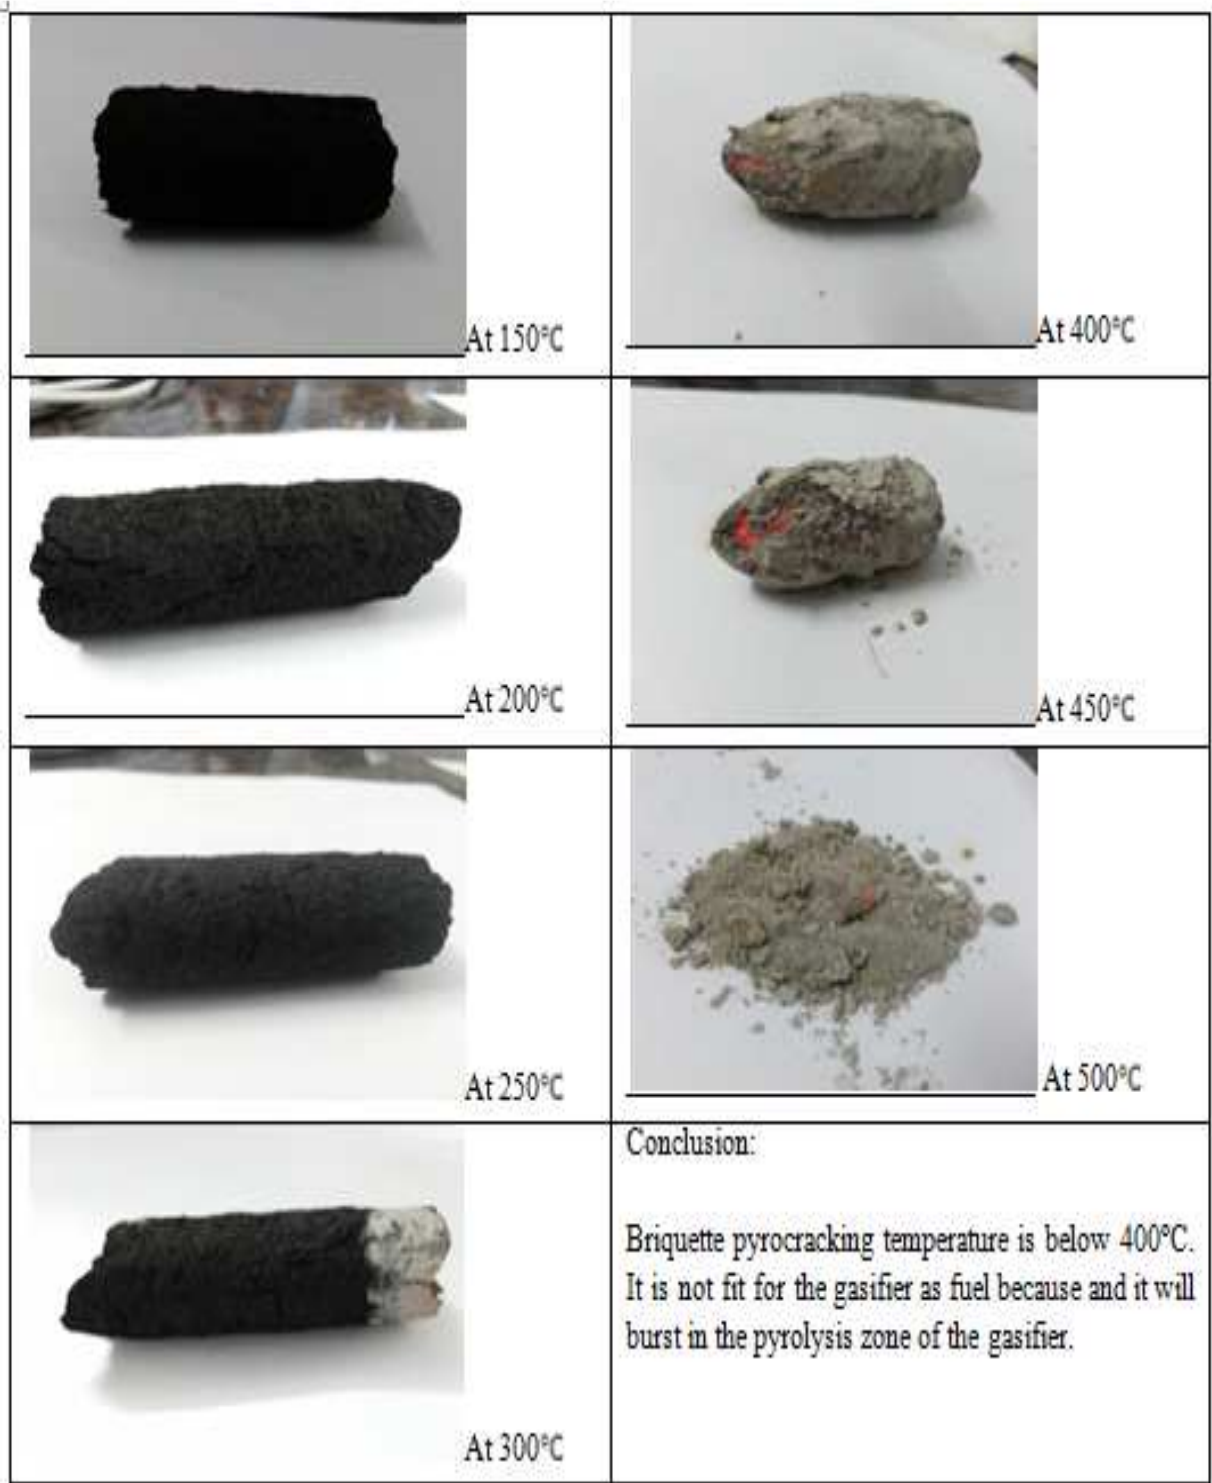 At 150°C
At 400°C
At 200°C
At 450°C
At 250°C
At 500°C
At 300°C
Conclusion:
Briquette pyrocracking temperature is below 400°C.
It is not fit for the gasifier as fuel because and it will
burst in the pyrolysis zone of the gasifier.